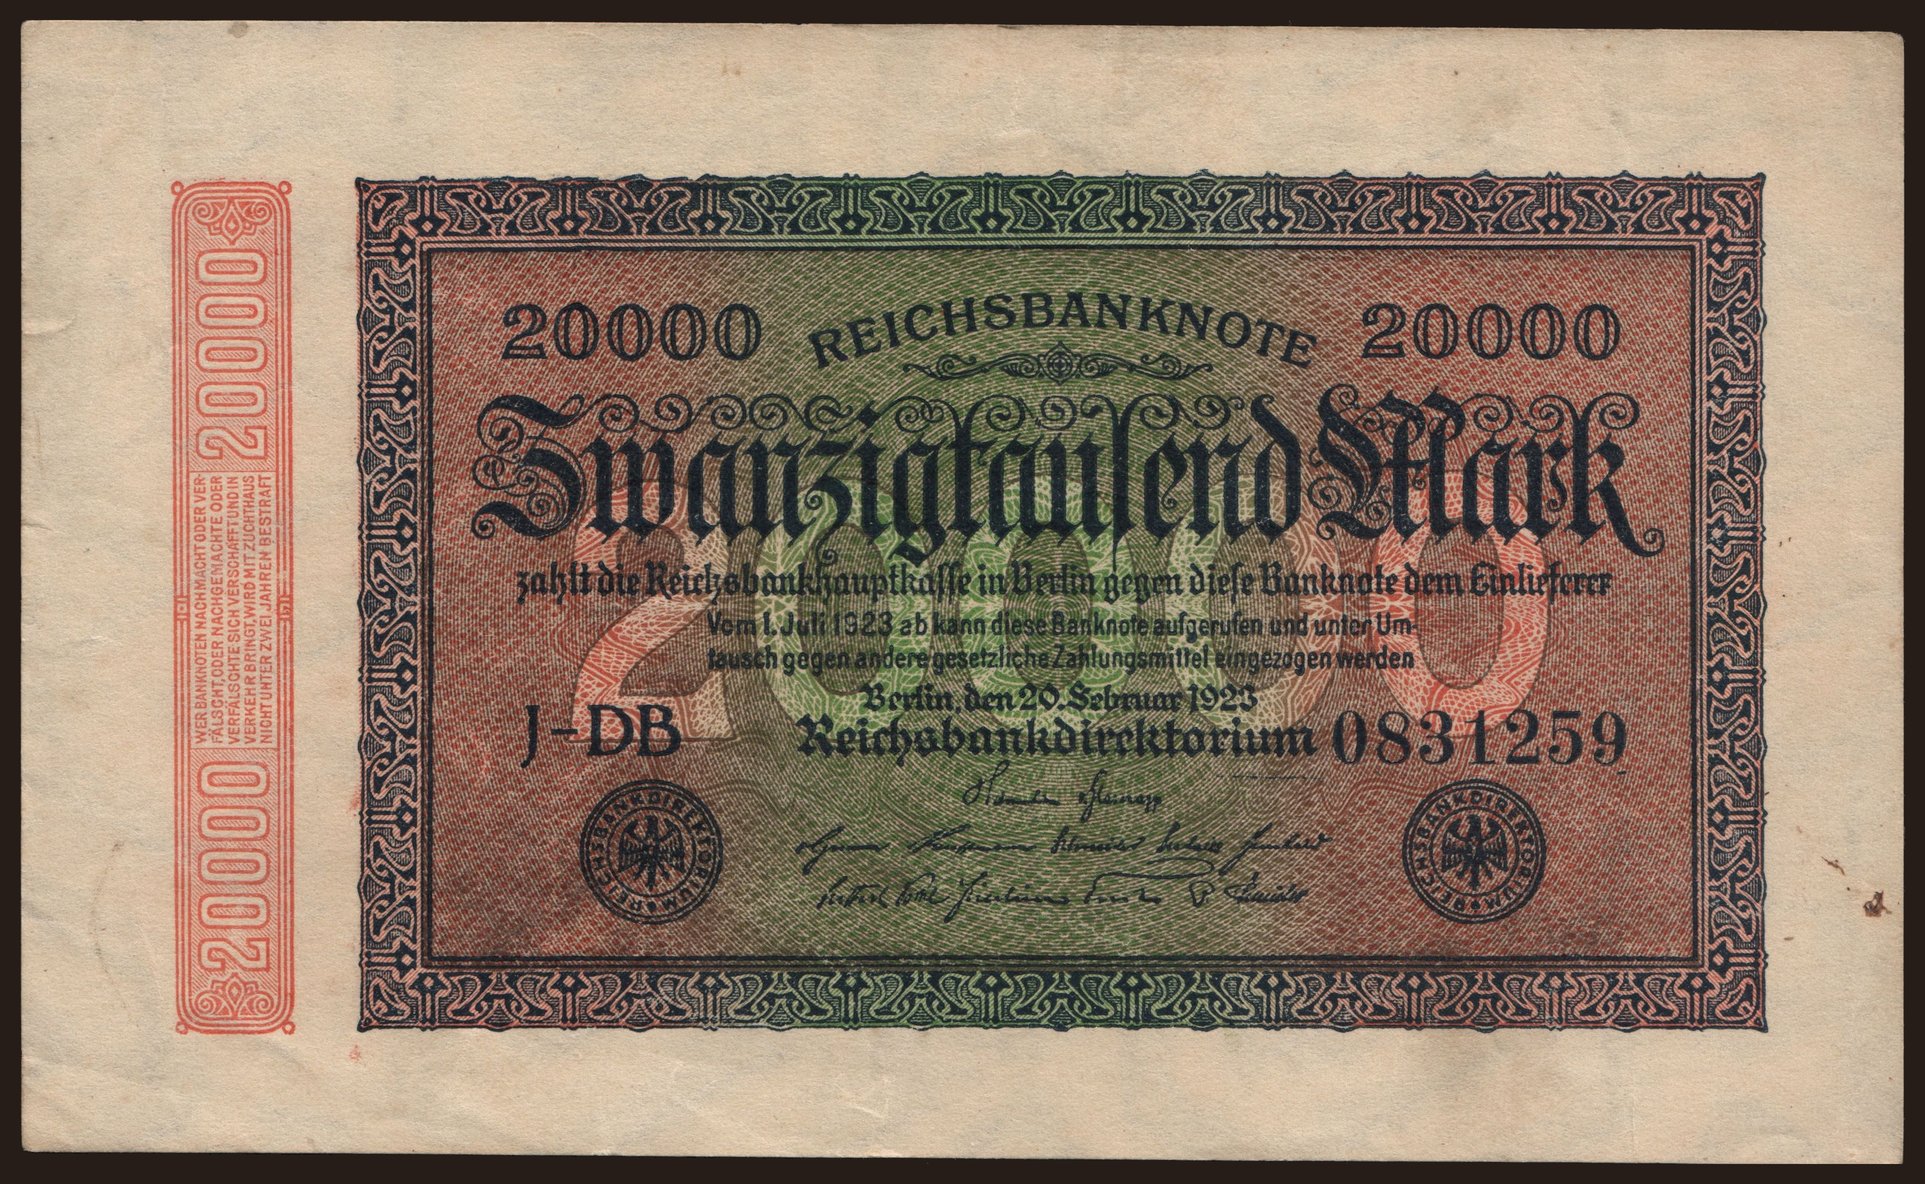 20000
WER BANKNOTEN NACHMACHT ODER VER-
FÄLSCHT, ODER NACHGEMACHTE ODER
VERFÄLSCHTE SICH VERSCHAFFT UND IN
VERKEHR BRINGT, WIRD MIT ZUCHTHAUS
NICHT UNTER ZWEI JAHREN BESTRAFT
20000
20000 REICHSBANKNOTE 20000
Zwanzigtausend Mark
20000
zahlt die Reichsbankhauptkasse in Berlin gegen diese Banknote dem Einlieferer
Vom 1. Juli 1923 ab kann diese Banknote aufgerufen und unter Um-
tausch gegen andere gesetzliche Zahlungsmittel eingezogen werden
Berlin, den 20. Februar 1923
J-DB Reichsbankdirektorium 0831259
REICHSBANKDIREKTORIUM
REICHSBANKDIREKTORIUM